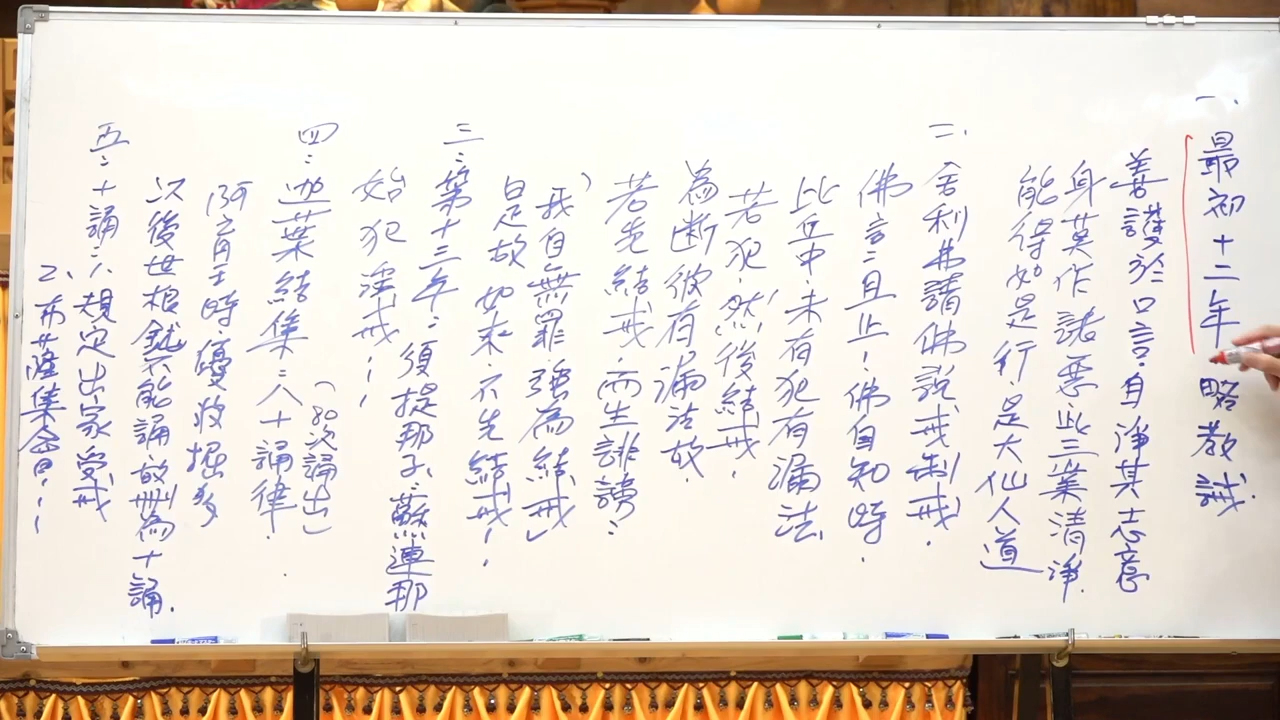 一、最初十二年略教誡.
善護於口言.自淨其志意
身莫作諸惡.此三業清淨.
能得如是行.是大仙人道
二.舍利弗請佛說戒制戒.
佛言:且止!佛自知時.
比丘中.未有犯有漏法.
若犯.然後結戒.
為斷彼有漏法故.
若先結戒.而生誹謗:
我自無罪.強為結戒」
是故如來.不先結戒!.
三:第十三年:須提那子、蘇連那
始犯淫戒!!
四:迦葉結集:八十誦律.
(80次誦出)
阿育王時.優波掘多
次後世根鈍不能誦.故刪為十誦.
五:十誦:1、規定出家受戒
2、布薩集會日!!